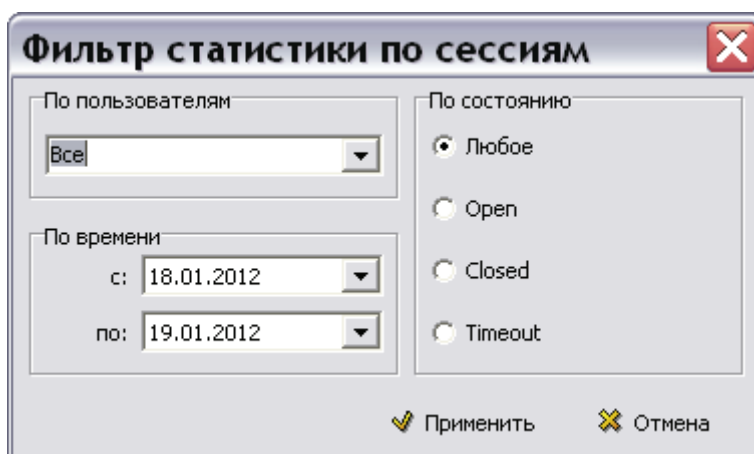 Фильтр статистики по сессиям
По пользователям
Все
По времени
с: 18.01.2012
по: 19.01.2012
По состоянию
Любое
Open
Closed
Timeout
Применить
Отмена